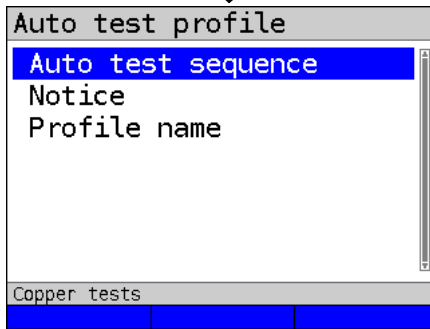 Auto test profile
Auto test sequence
Notice
Profile name
Copper tests